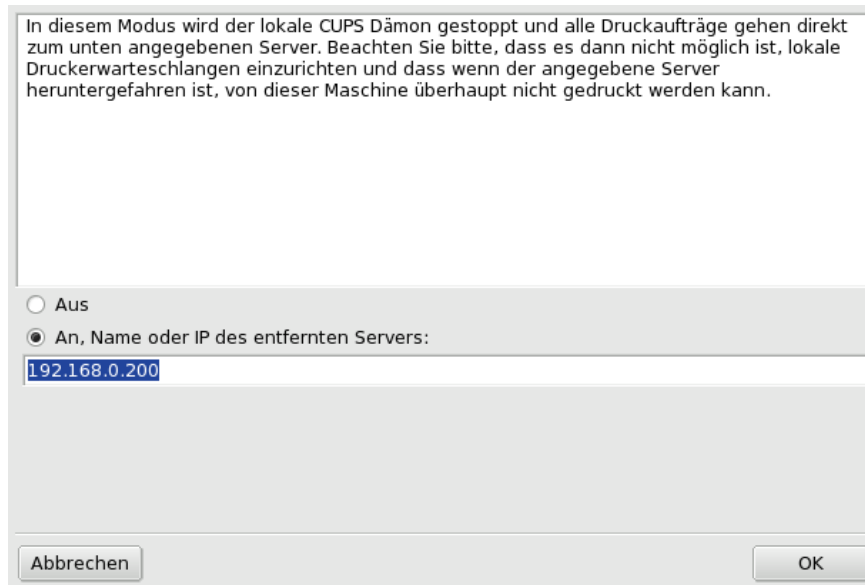 In diesem Modus wird der lokale CUPS Dämon gestoppt und alle Druckaufträge gehen direkt
zum unten angegebenen Server. Beachten Sie bitte, dass es dann nicht möglich ist, lokale
Druckerwarteschlangen einzurichten und dass wenn der angegebene Server
heruntergefahren ist, von dieser Maschine überhaupt nicht gedruckt werden kann.
Aus
An, Name oder IP des entfernten Servers:
192.168.0.200
Abbrechen
OK